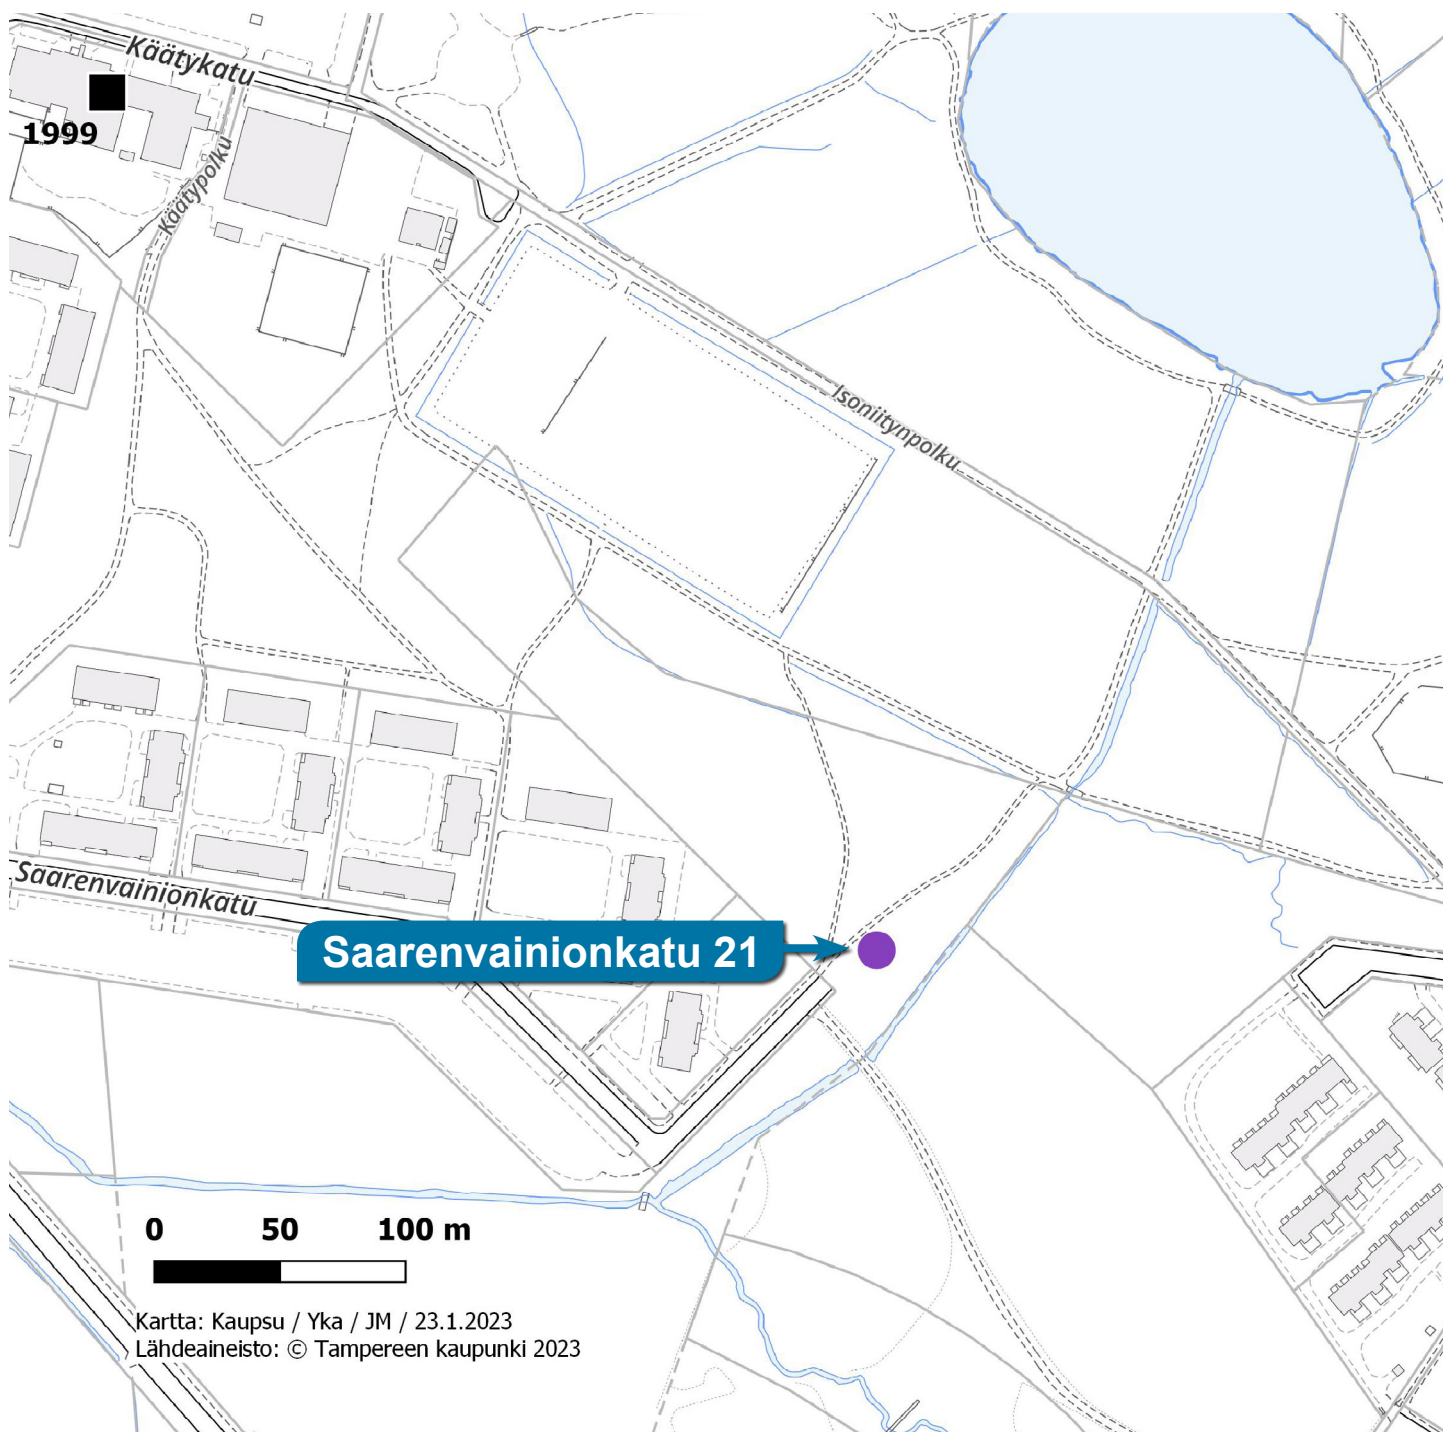 Käätykatu
1999
Käätypolku
Isoniitynpolku
Saarenvainionkatu
Saarenvainionkatu 21
0 50 100 m
Kartta: Kaupsu / Yka / JM / 23.1.2023
Lähdeaineisto: © Tampereen kaupunki 2023